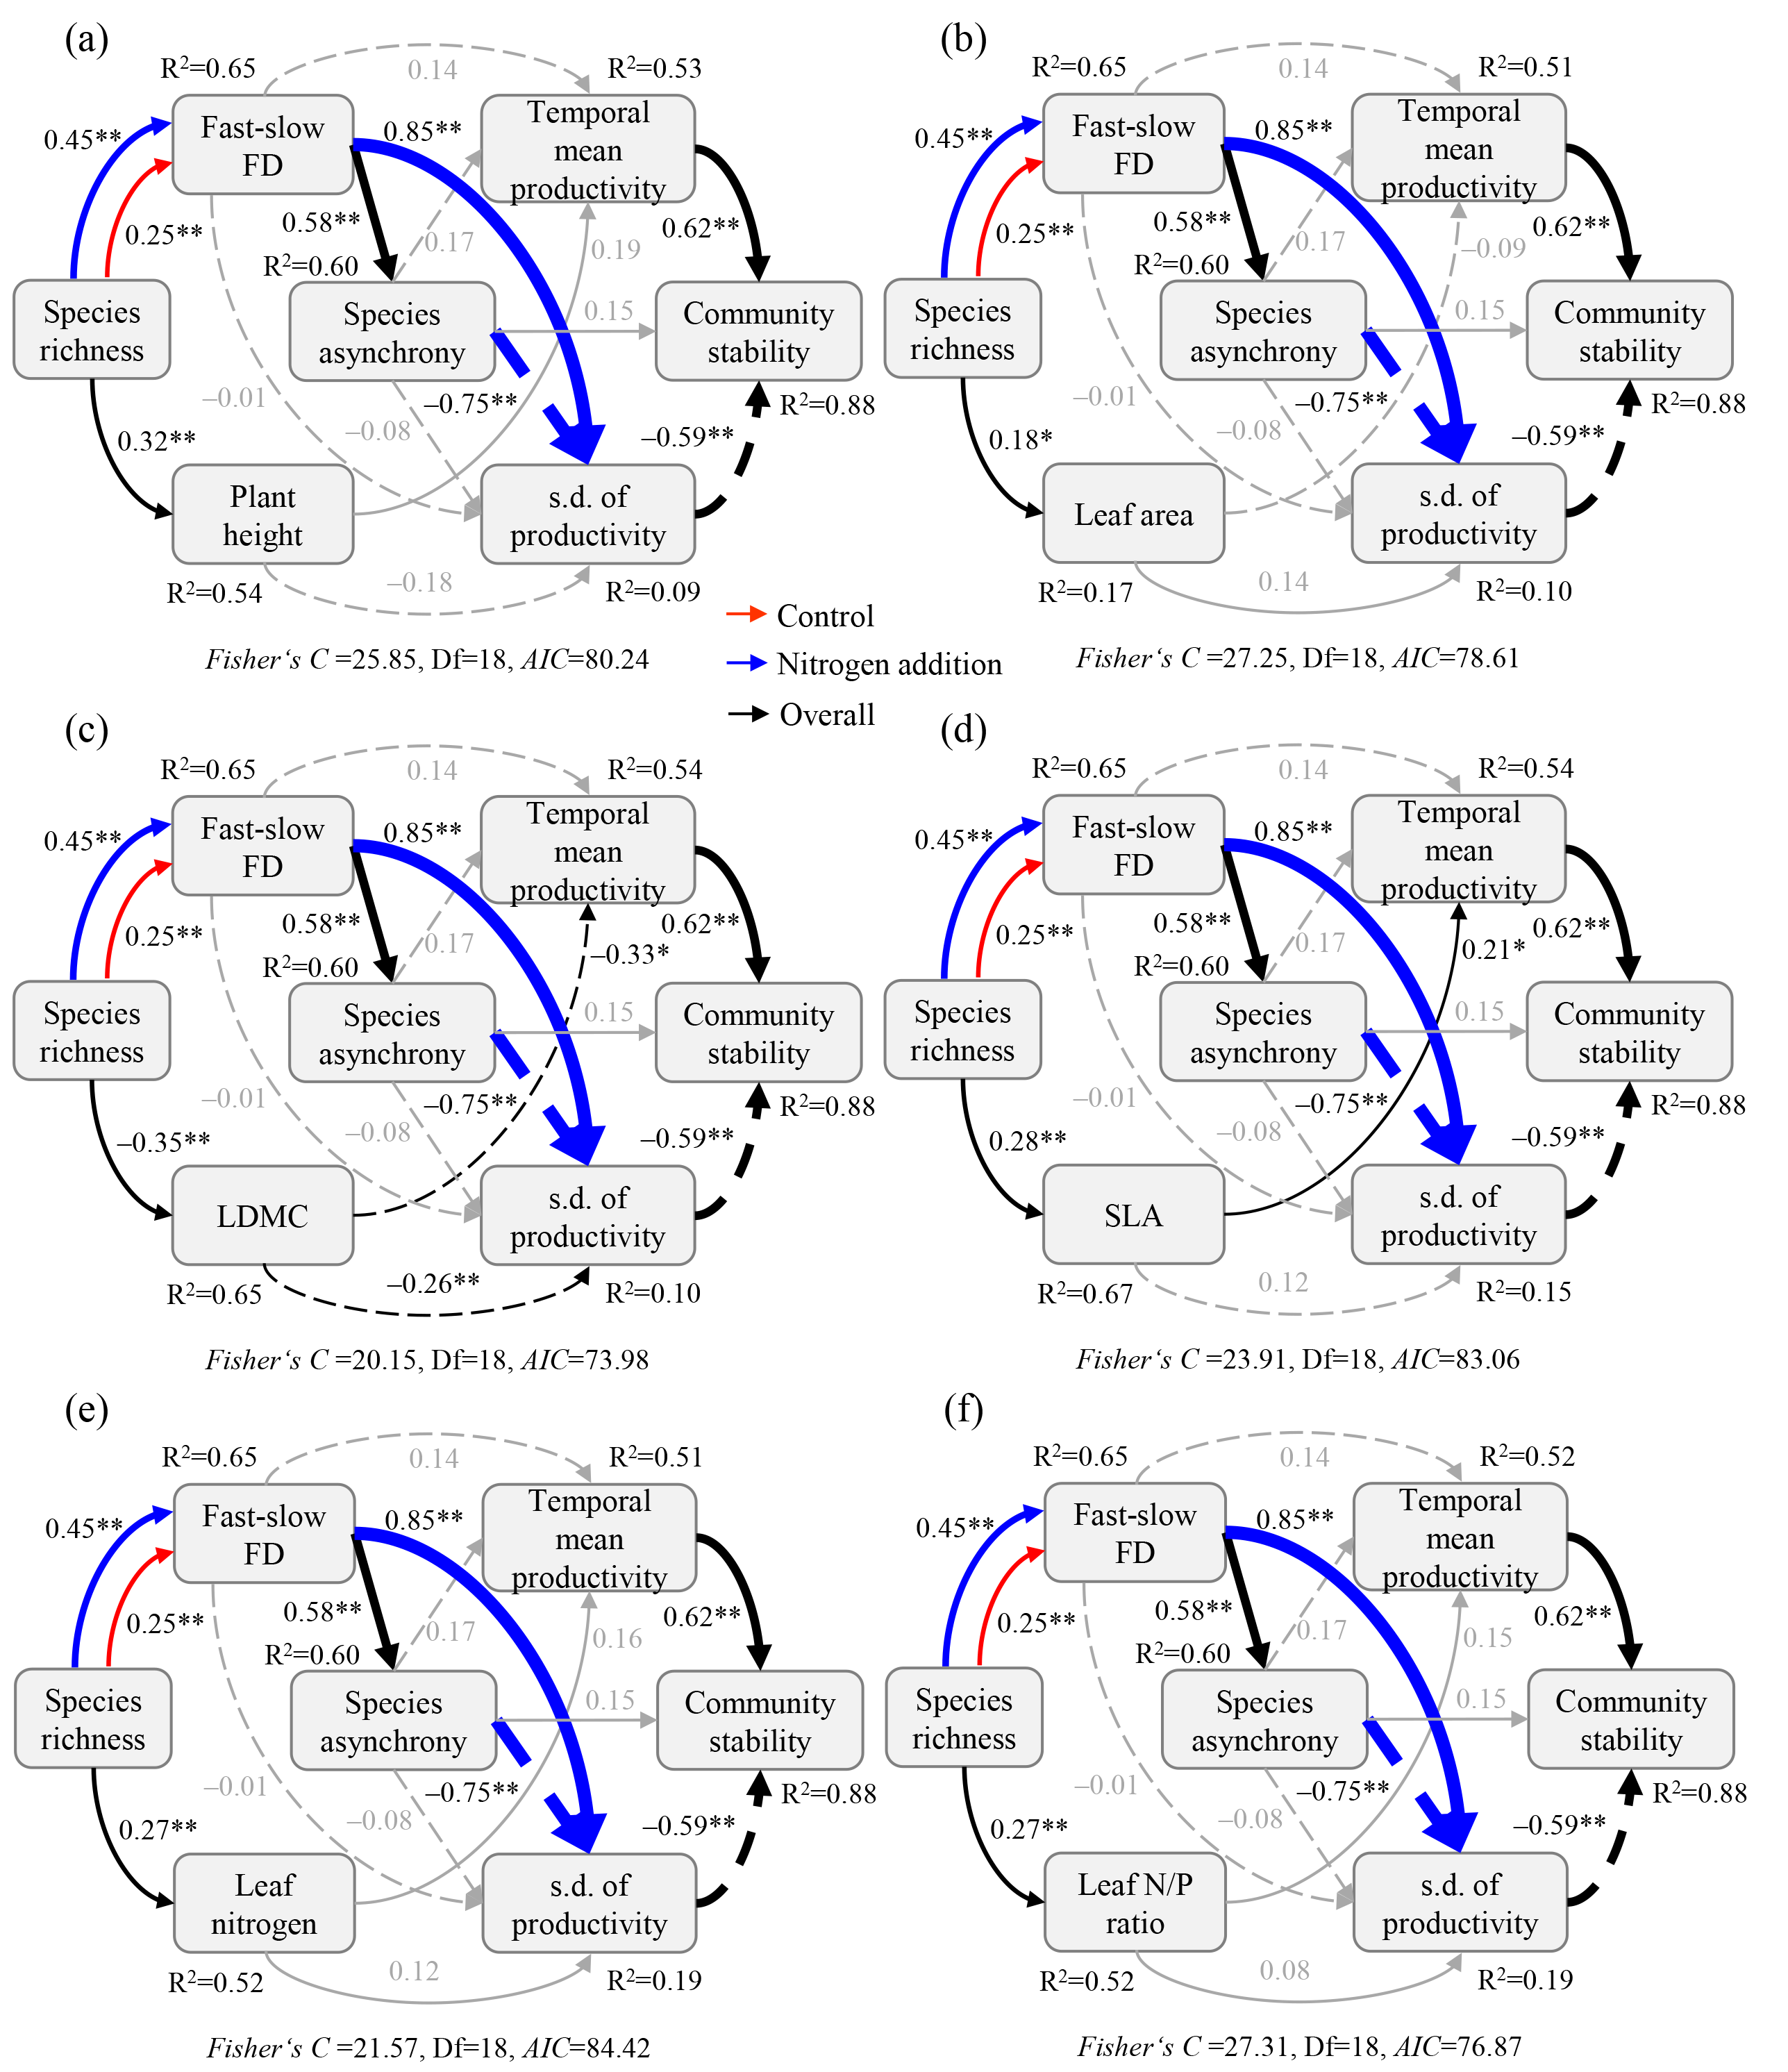 (a)
R²=0.65
0.14
R²=0.53
0.45**
Fast-slow
FD
0.85**
Temporal
mean
productivity
0.25**
0.58**
0.17
0.19
0.62**
R²=0.60
Species
richness
Species
asynchrony
0.15
Community
stability
–0.01
–0.08
–0.75**
R²=0.88
0.32**
–0.59**
Plant
height
s.d. of
productivity
R²=0.54
–0.18
R²=0.09
Fisher‘s C =25.85, Df=18, AIC=80.24
(b)
R²=0.65
0.14
R²=0.51
0.45**
Fast-slow
FD
0.85**
Temporal
mean
productivity
0.25**
0.58**
0.17
–0.09
0.62**
R²=0.60
Species
richness
Species
asynchrony
0.15
Community
stability
–0.01
–0.08
–0.75**
R²=0.88
0.18*
–0.59**
Leaf area
s.d. of
productivity
R²=0.17
0.14
R²=0.10
Fisher‘s C =27.25, Df=18, AIC=78.61
Control
Nitrogen addition
Overall
(c)
R²=0.65
0.14
R²=0.54
0.45**
Fast-slow
FD
0.85**
Temporal
mean
productivity
0.25**
0.58**
0.17
–0.33*
0.62**
R²=0.60
Species
richness
Species
asynchrony
0.15
Community
stability
–0.01
–0.08
–0.75**
R²=0.88
–0.35**
–0.59**
LDMC
s.d. of
productivity
R²=0.65
–0.26**
R²=0.10
Fisher‘s C =20.15, Df=18, AIC=73.98
(d)
R²=0.65
0.14
R²=0.54
0.45**
Fast-slow
FD
0.85**
Temporal
mean
productivity
0.25**
0.58**
0.17
0.21*
0.62**
R²=0.60
Species
richness
Species
asynchrony
0.15
Community
stability
–0.01
–0.08
–0.75**
R²=0.88
0.28**
–0.59**
SLA
s.d. of
productivity
R²=0.67
0.12
R²=0.15
Fisher‘s C =23.91, Df=18, AIC=83.06
(e)
R²=0.65
0.14
R²=0.51
0.45**
Fast-slow
FD
0.85**
Temporal
mean
productivity
0.25**
0.58**
0.17
0.16
0.62**
R²=0.60
Species
richness
Species
asynchrony
0.15
Community
stability
–0.01
–0.08
–0.75**
R²=0.88
0.27**
–0.59**
Leaf
nitrogen
s.d. of
productivity
R²=0.52
0.12
R²=0.19
Fisher‘s C =21.57, Df=18, AIC=84.42
(f)
R²=0.65
0.14
R²=0.52
0.45**
Fast-slow
FD
0.85**
Temporal
mean
productivity
0.25**
0.58**
0.17
0.15
0.62**
R²=0.60
Species
richness
Species
asynchrony
0.15
Community
stability
–0.01
–0.08
–0.75**
R²=0.88
0.27**
–0.59**
Leaf N/P
ratio
s.d. of
productivity
R²=0.52
0.08
R²=0.19
Fisher‘s C =27.31, Df=18, AIC=76.87